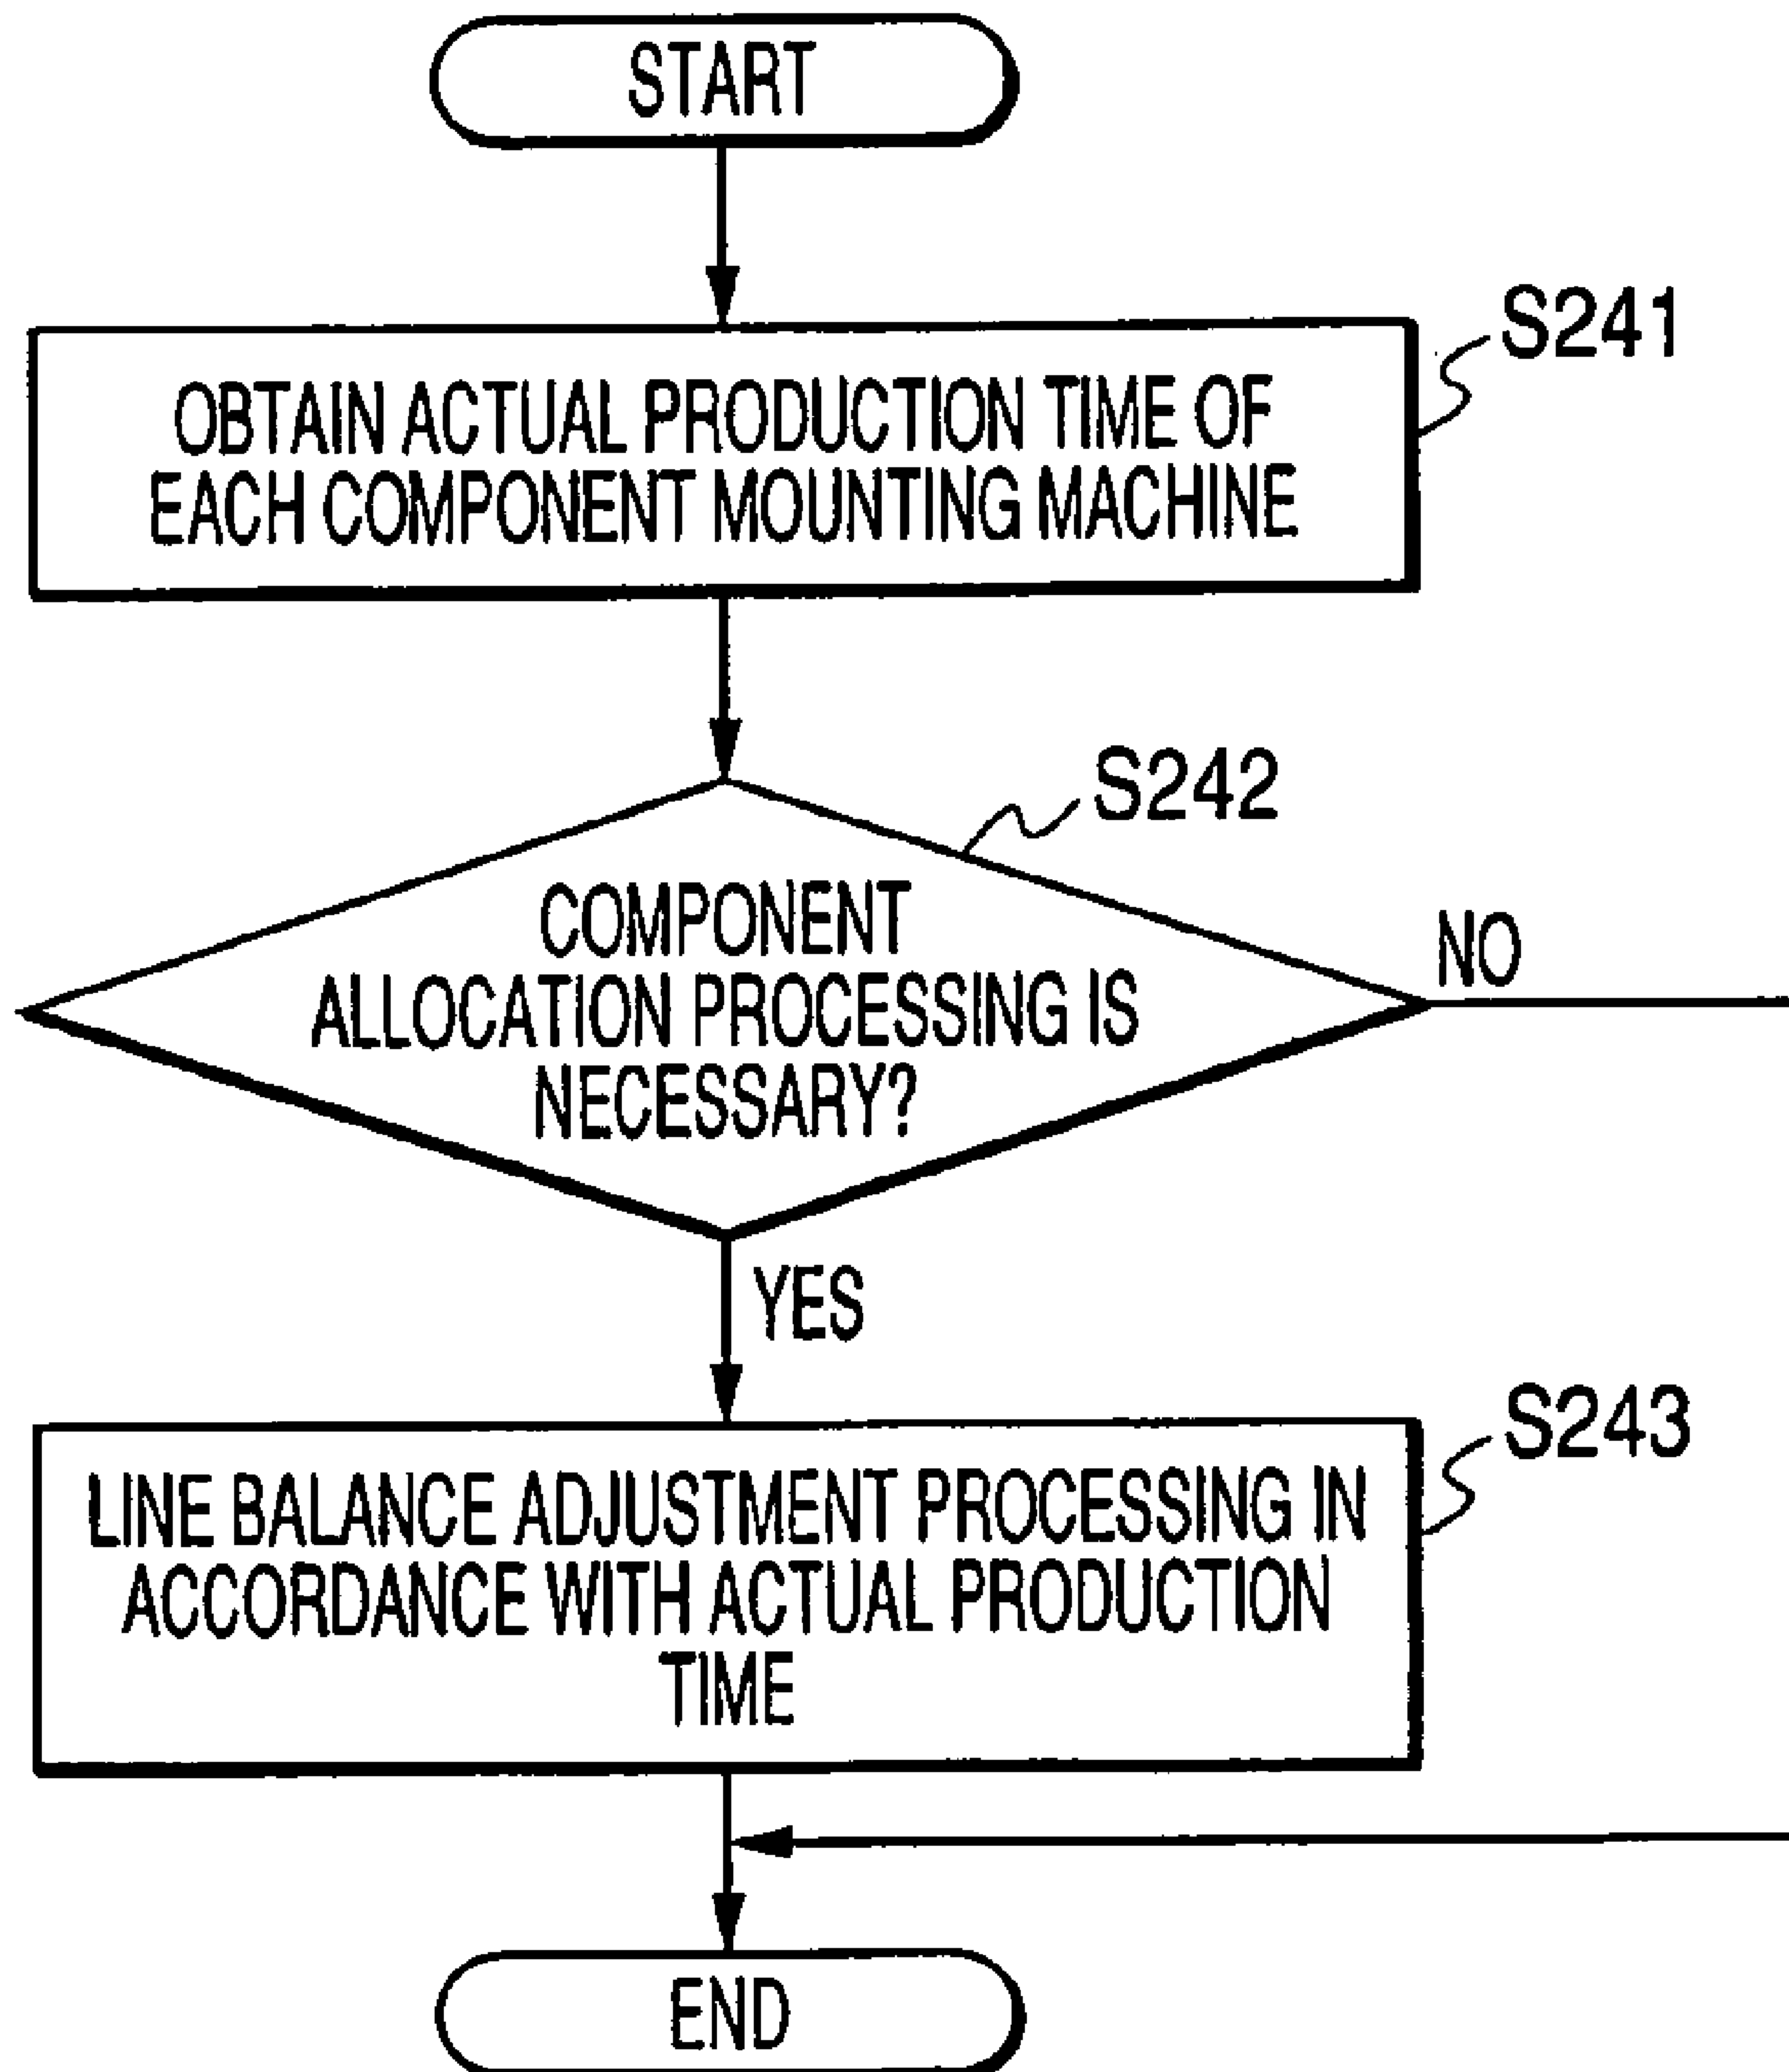 START
S241
OBTAIN ACTUAL PRODUCTION TIME OF
EACH COMPONENT MOUNTING MACHINE
S242
COMPONENT
ALLOCATION PROCESSING IS
NECESSARY?
NO
YES
S243
LINE BALANCE ADJUSTMENT PROCESSING IN
ACCORDANCE WITH ACTUAL PRODUCTION
TIME
END